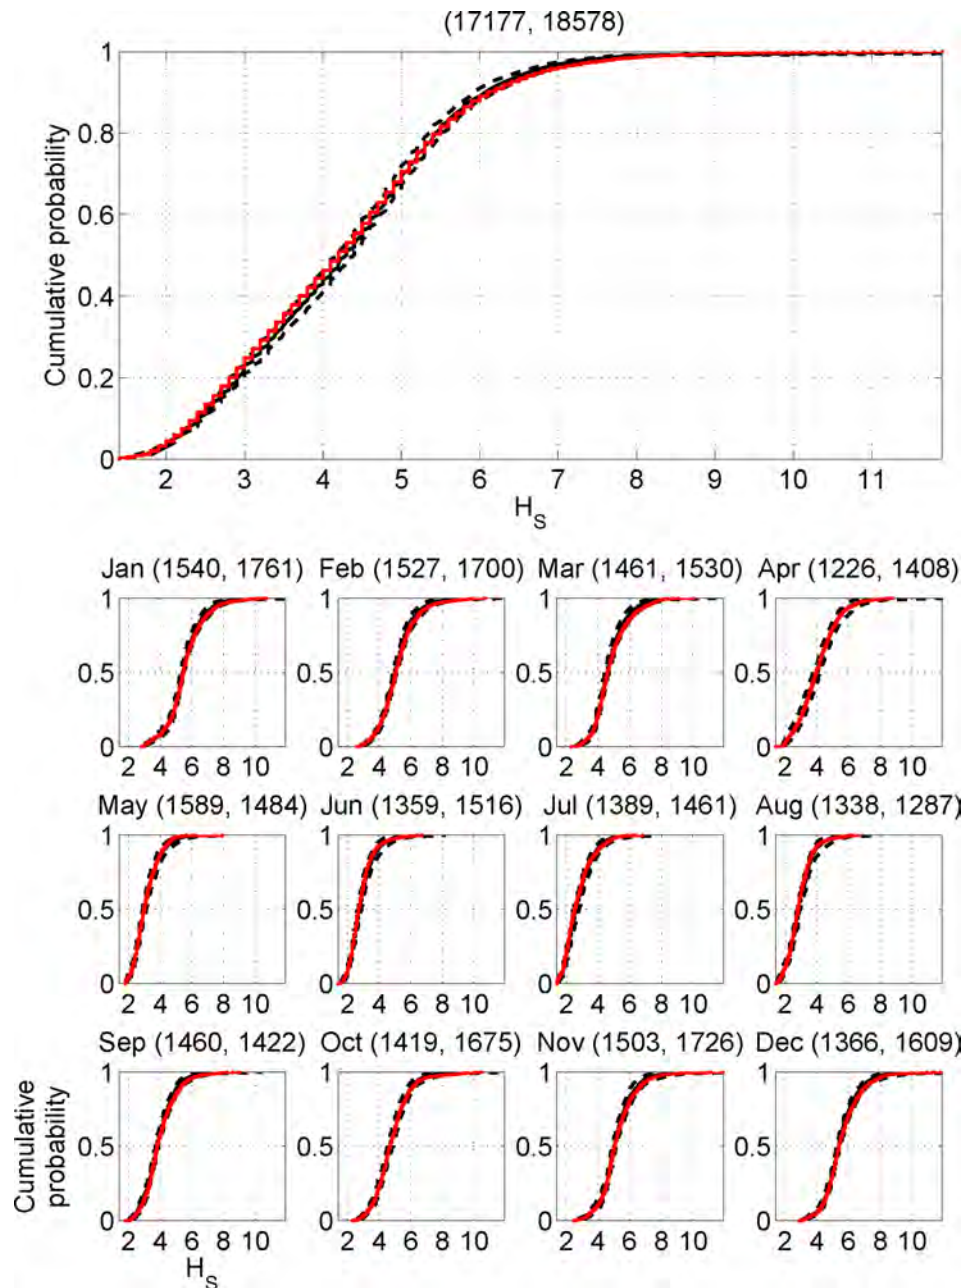 (17177, 18578)
1
0.8
0.6
0.4
0.2
0
Cumulative probability
2 3 4 5 6 7 8 9 10 11
H_S
Jan (1540, 1761) Feb (1527, 1700) Mar (1461, 1530) Apr (1226, 1408)
1 1 1 1
0.5 0.5 0.5 0.5
0 0 0 0
2 4 6 8 10 2 4 6 8 10 2 4 6 8 10 2 4 6 8 10
May (1589, 1484) Jun (1359, 1516) Jul (1389, 1461) Aug (1338, 1287)
1 1 1 1
0.5 0.5 0.5 0.5
0 0 0 0
2 4 6 8 10 2 4 6 8 10 2 4 6 8 10 2 4 6 8 10
Sep (1460, 1422) Oct (1419, 1675) Nov (1503, 1726) Dec (1366, 1609)
1 1 1 1
0.5 0.5 0.5 0.5
0 0 0 0
Cumulative
probability
2 4 6 8 10 2 4 6 8 10 2 4 6 8 10 2 4 6 8 10
H_S